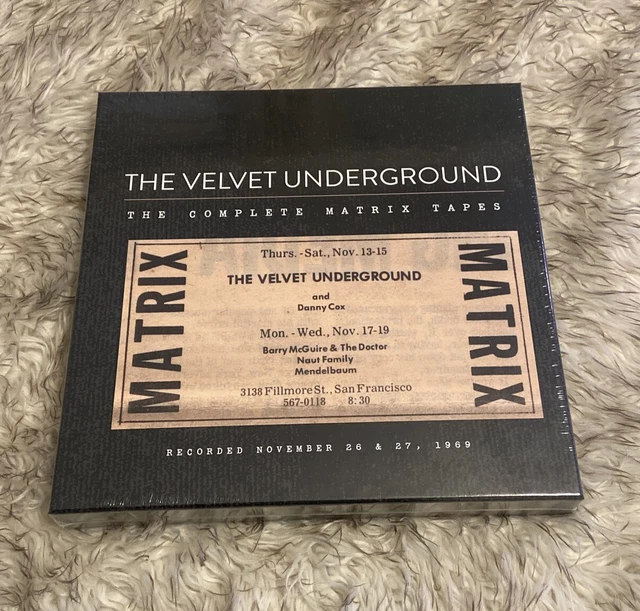 THE VELVET UNDERGROUND
THE COMPLETE MATRIX TAPES
MATRIX
Thurs.-Sat., Nov. 13-15
THE VELVET UNDERGROUND
and
Danny Cox
Mon.-Wed., Nov. 17-19
Barry McGuire & The Doctor
Naut Family
Mendelbaum
3138 Fillmore St., San Francisco
567-0118 8:30
MATRIX
RECORDED NOVEMBER 26 & 27, 1969